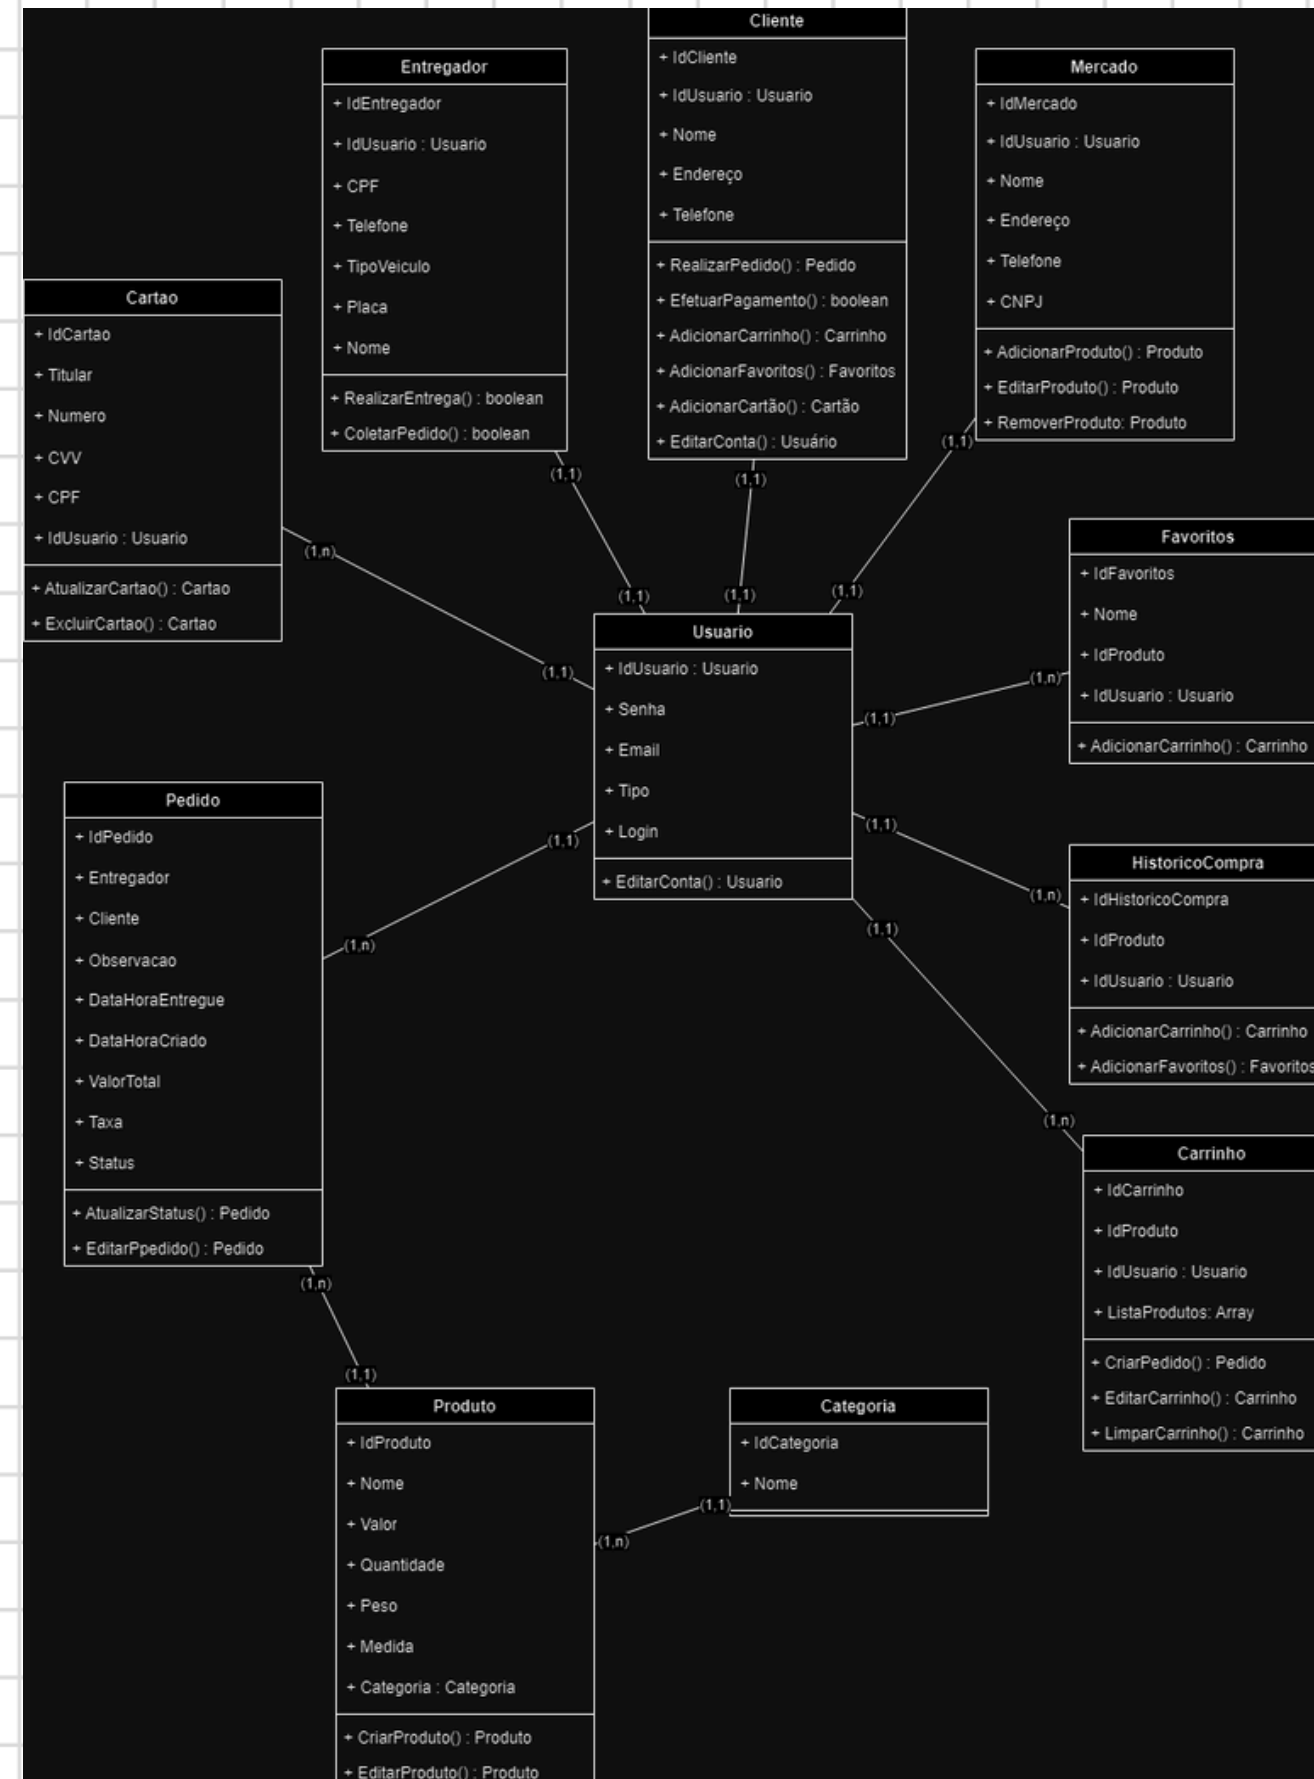 Cliente
+ IdCliente
+ IdUsuario : Usuario
+ Nome
+ Endereço
+ Telefone
+ RealizarPedido() : Pedido
+ EfetuarPagamento() : boolean
+ AdicionarCarrinho() : Carrinho
+ AdicionarFavoritos() : Favoritos
+ AdicionarCartão() : Cartão
+ EditarConta() : Usuário
(1,1)
(1,1)
Entregador
+ IdEntregador
+ IdUsuario : Usuario
+ CPF
+ Telefone
+ TipoVeiculo
+ Placa
+ Nome
+ RealizarEntrega() : boolean
+ ColetarPedido() : boolean
(1,1)
(1,1)
Mercado
+ IdMercado
+ IdUsuario : Usuario
+ Nome
+ Endereço
+ Telefone
+ CNPJ
+ AdicionarProduto() : Produto
+ EditarProduto() : Produto
+ RemoverProduto: Produto
(1,1)
(1,1)
Cartao
+ IdCartao
+ Titular
+ Numero
+ CVV
+ CPF
+ IdUsuario : Usuario
+ AtualizarCartao() : Cartao
+ ExcluirCartao() : Cartao
(1,n)
(1,1)
Usuario
+ IdUsuario : Usuario
+ Senha
+ Email
+ Tipo
+ Login
+ EditarConta() : Usuario
Favoritos
+ IdFavoritos
+ Nome
+ IdProduto
+ IdUsuario : Usuario
+ AdicionarCarrinho() : Carrinho
(1,n)
(1,1)
Pedido
+ IdPedido
+ Entregador
+ Cliente
+ Observacao
+ DataHoraEntregue
+ DataHoraCriado
+ ValorTotal
+ Taxa
+ Status
+ AtualizarStatus() : Pedido
+ EditarPpedido() : Pedido
(1,1)
(1,n)
HistoricoCompra
+ IdHistoricoCompra
+ IdProduto
+ IdUsuario : Usuario
+ AdicionarCarrinho() : Carrinho
+ AdicionarFavoritos() : Favoritos
(1,1)
(1,n)
Carrinho
+ IdCarrinho
+ IdProduto
+ IdUsuario : Usuario
+ ListaProdutos: Array
+ CriarPedido() : Pedido
+ EditarCarrinho() : Carrinho
+ LimparCarrinho() : Carrinho
(1,1)
(1,n)
(1,n)
(1,1)
Produto
+ IdProduto
+ Nome
+ Valor
+ Quantidade
+ Peso
+ Medida
+ Categoria : Categoria
+ CriarProduto() : Produto
+ EditarProduto() : Produto
Categoria
+ IdCategoria
+ Nome
(1,1)
(1,n)